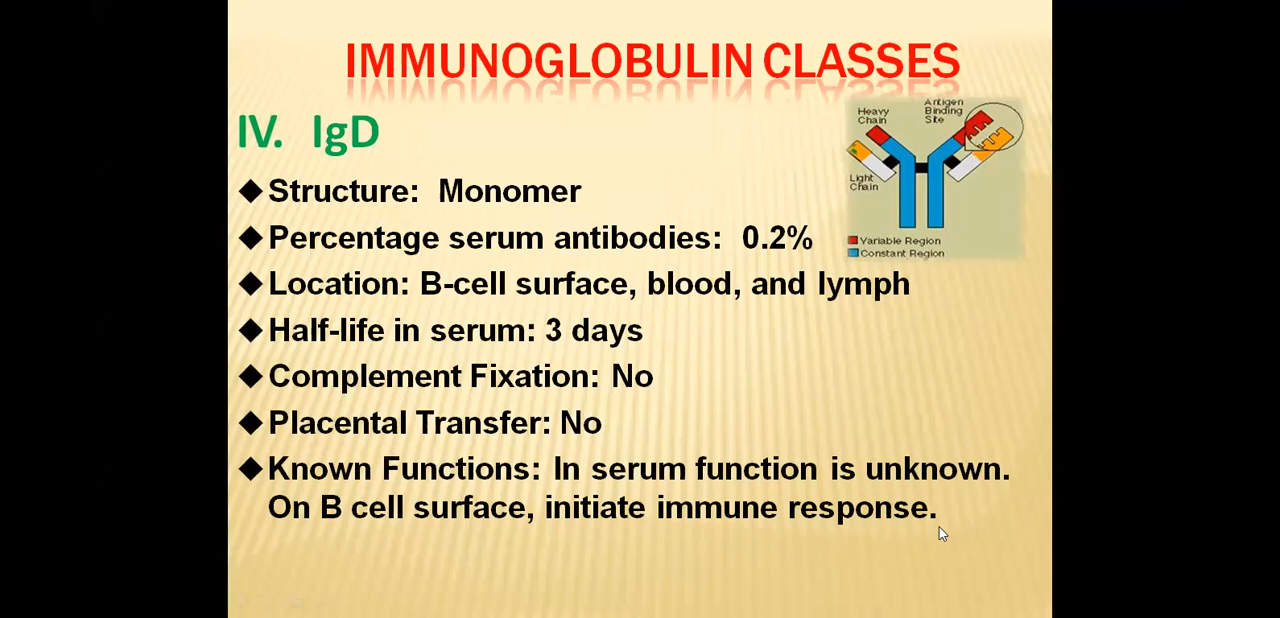 IMMUNOGLOBULIN CLASSES
IV. IgD
Structure: Monomer
Percentage serum antibodies: 0.2%
Location: B-cell surface, blood, and lymph
Half-life in serum: 3 days
Complement Fixation: No
Placental Transfer: No
Known Functions: In serum function is unknown.
On B cell surface, initiate immune response.
Heavy
Chain
Antigen
Binding
Site
Light
Chain
Variable Region
Constant Region